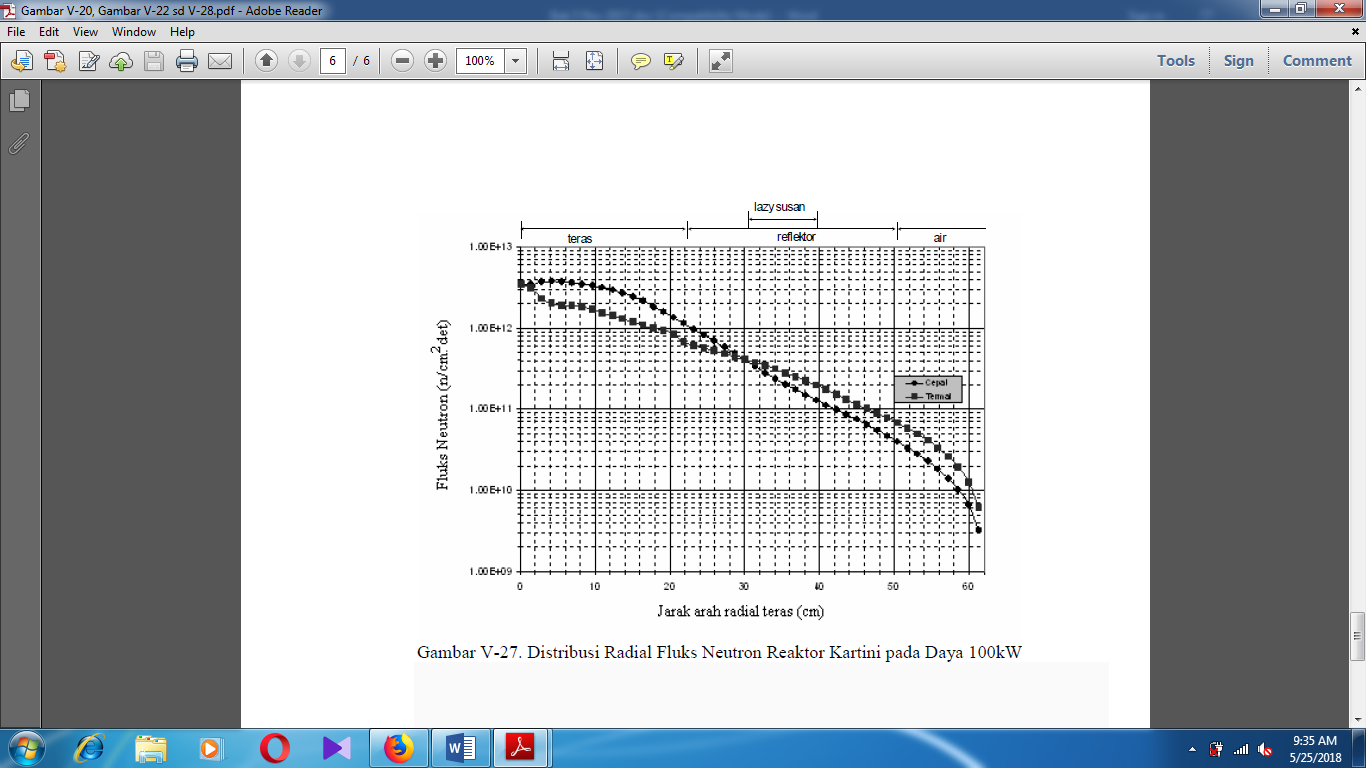 Gambar V-20, Gambar V-22 sd V-28.pdf - Adobe Reader
File Edit View Window Help
6 / 6 100% Tools Sign Comment
lazy susan
teras reflektor air
1.00E+13
1.00E+12
1.00E+11
1.00E+10
1.00E+09
Fluks Neutron (n/cm.2 det)
Cepat
Termal
0 10 20 30 40 50 60
Jarak arah radial teras (cm)
Gambar V-27. Distribusi Radial Fluks Neutron Reaktor Kartini pada Daya 100kW
9:35 AM
5/25/2018